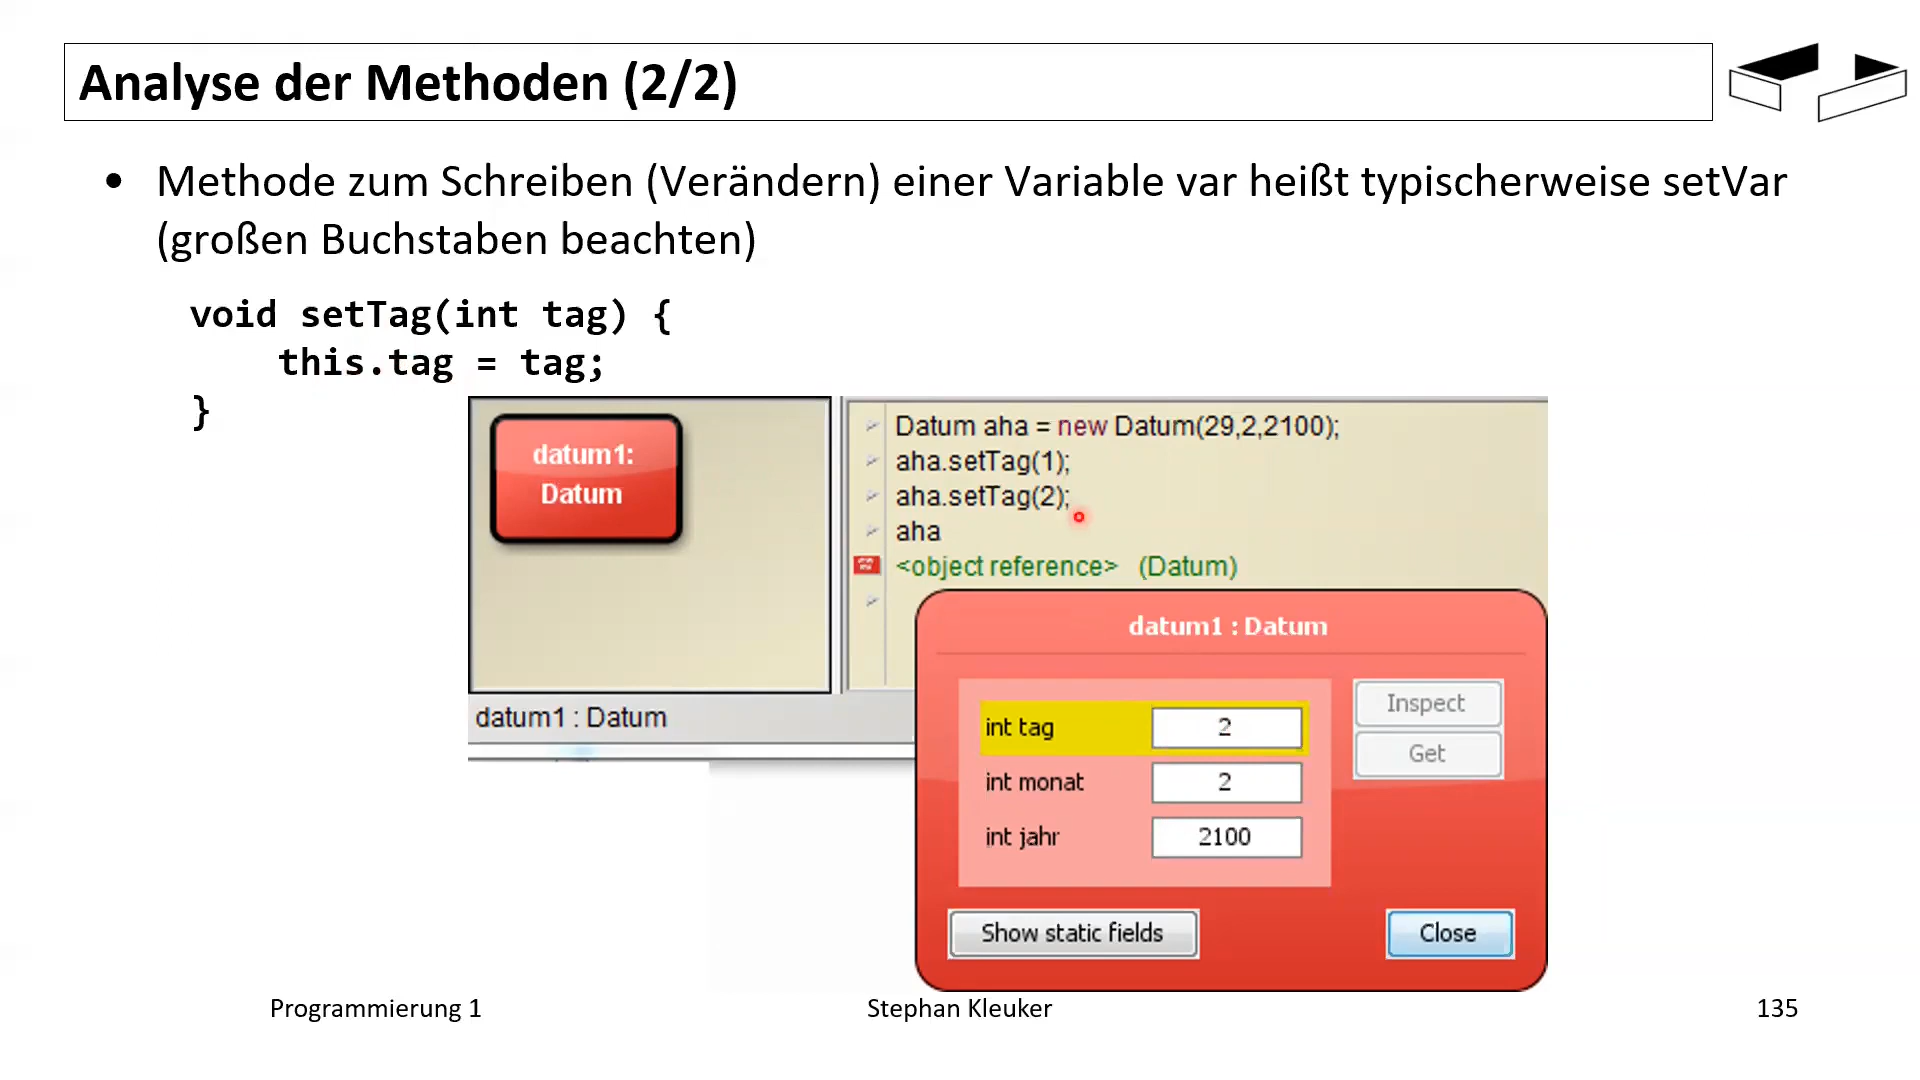 Analyse der Methoden (2/2)
• Methode zum Schreiben (Verändern) einer Variable var heißt typischerweise setVar
(großen Buchstaben beachten)
void setTag(int tag) {
this.tag = tag;
}
datum1:
Datum
datum1 : Datum
Datum aha = new Datum(29,2,2100);
aha.setTag(1);
aha.setTag(2);
aha
<object reference> (Datum)
datum1 : Datum
int tag 2
int monat 2
int jahr 2100
Inspect
Get
Show static fields
Close
Programmierung 1
Stephan Kleuker
135